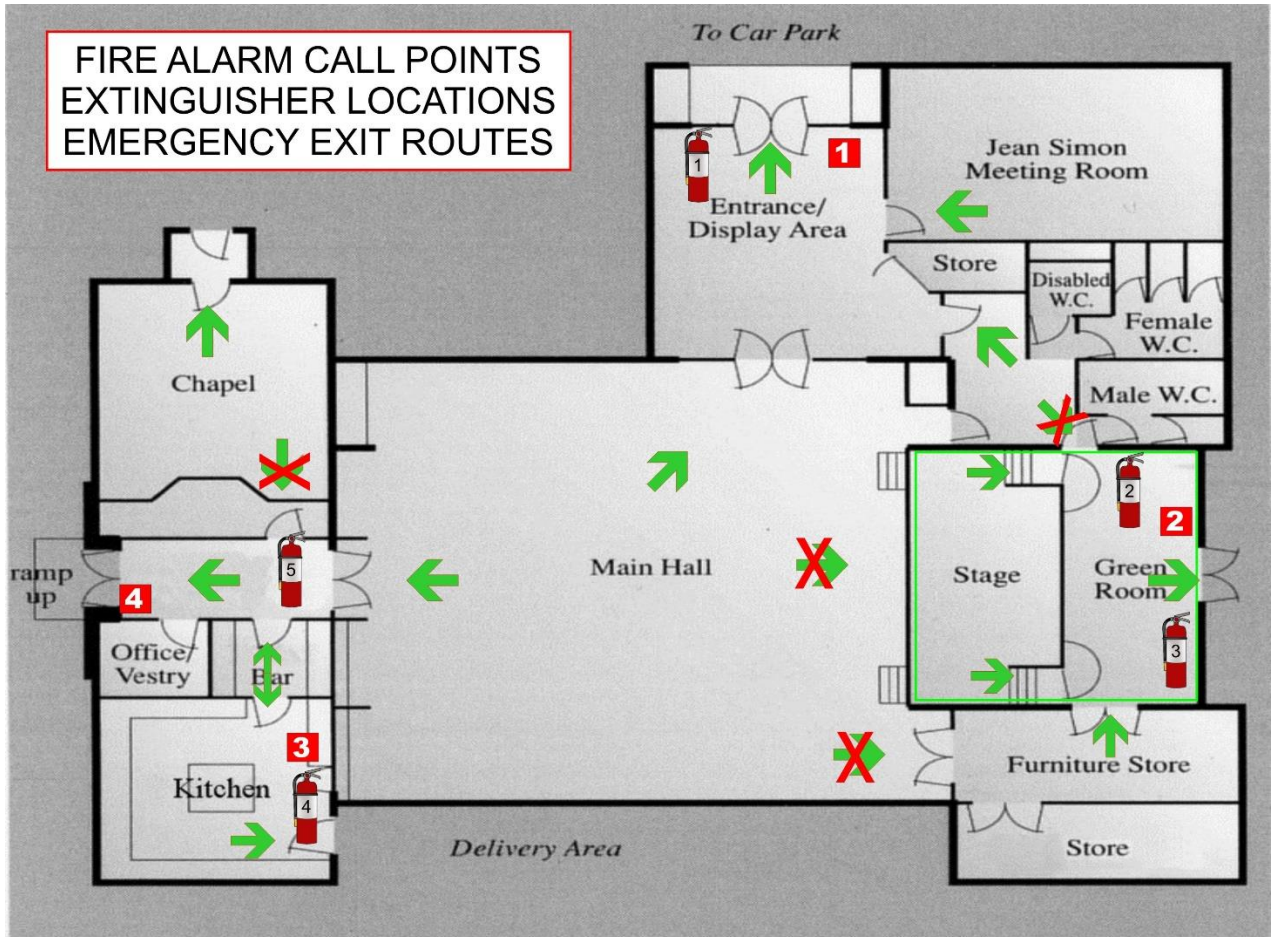 To Car Park
FIRE ALARM CALL POINTS
EXTINGUISHER LOCATIONS
EMERGENCY EXIT ROUTES
1
1
Jean Simon
Meeting Room
Entrance/
Display Area
Store
Disabled
W.C.
Female
W.C.
Chapel
Male W.C.
2
2
ramp
up
4
5
Main Hall
Stage
Green
Room
3
Office/
Vestry
Bar
3
Kitchen
4
Furniture Store
Delivery Area
Store